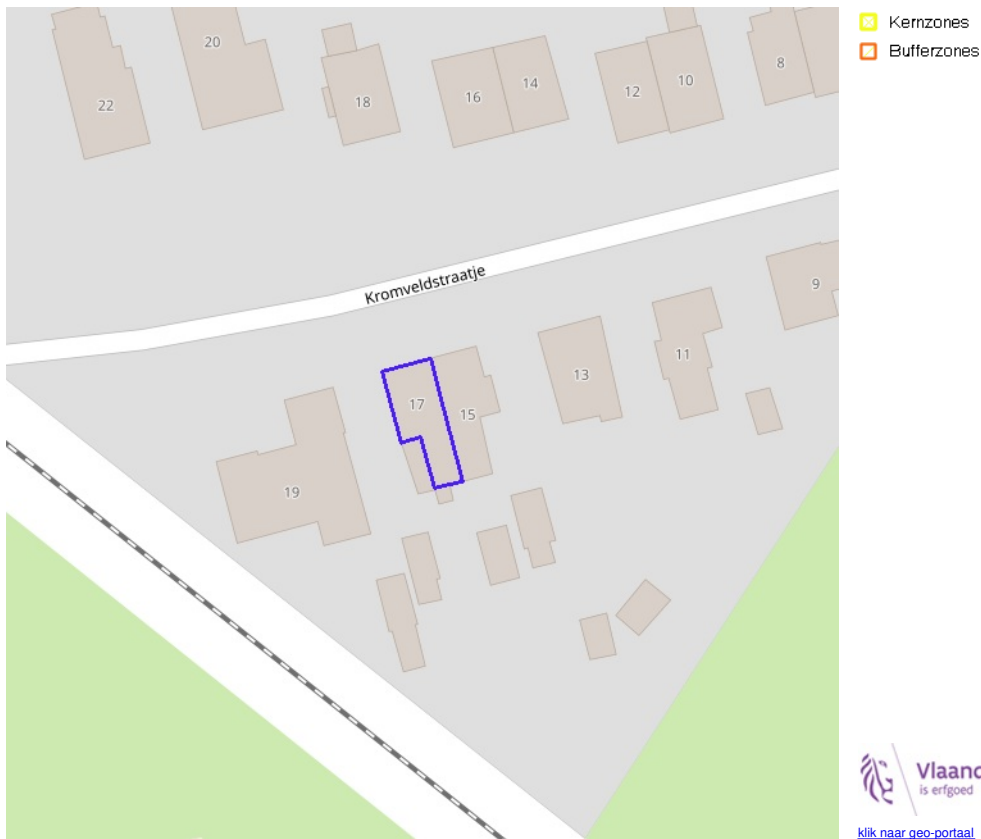 Kernzones
Bufferzones
20
22
18
16
14
12
10
8
Kromveldstraatje
9
11
13
17
15
19
Vlaand
is erfgoed
klik naar geo-portaal